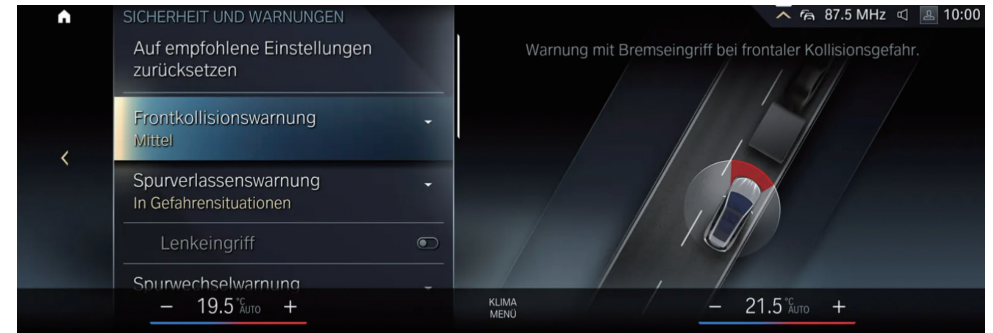 SICHERHEIT UND WARNUNGEN
87.5 MHz
10:00
Auf empfohlene Einstellungen
zurücksetzen
Warnung mit Bremseingriff bei frontaler Kollisionsgefahr.
Frontkollisionswarnung
Mittel
Spurverlassenswarnung
In Gefahrensituationen
Lenkeingriff
Spurwechselwarnung
− 19.5 °C AUTO +
KLIMA
MENÜ
− 21.5 °C AUTO +